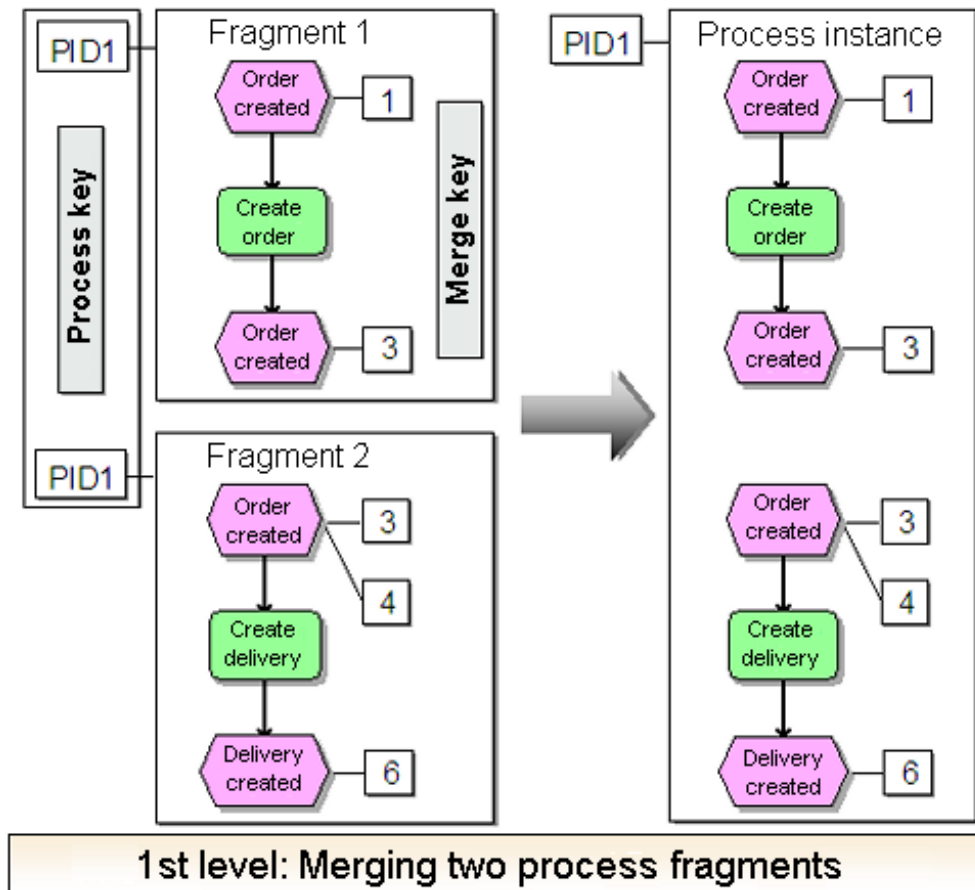 PID1
Fragment 1
Order
created
1
Process key
Merge key
Create
order
Order
created
3
PID1
Fragment 2
Order
created
3
4
Create
delivery
Delivery
created
6
PID1
Process instance
Order
created
1
Create
order
Order
created
3
Order
created
3
4
Create
delivery
Delivery
created
6
1st level: Merging two process fragments